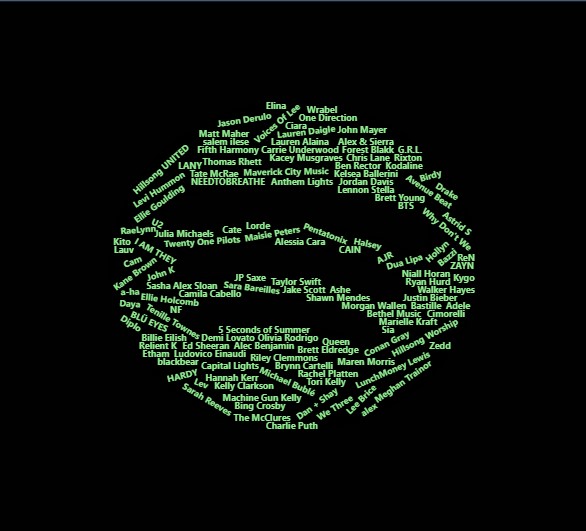 Elina
Wrabel
Voices Of Lee
One Direction
Jason Derulo
Ciara
Lauren Daigle
John Mayer
Matt Maher
salem ilese
Lauren Alaina
Alex & Sierra
Fifth Harmony
Carrie Underwood
Forest Blakk
G.R.L.
Hillsong UNITED
Thomas Rhett
Kacey Musgraves
Chris Lane
Rixton
LANY
Ben Rector
Kodaline
Levi Hummon
Tate McRae
Maverick City Music
Kelsea Ballerini
Birdy
NEEDTOBREATHE
Anthem Lights
Jordan Davis
Avenue Beat
Drake
Ellie Goulding
Lennon Stella
Brett Young
BTS
Why Don't We
Astrid S
U2
RaeLynn
Julia Michaels
Cate
Lorde
Maisie Peters
Pentatonix
Kito
I AM THEY
Twenty One Pilots
Alessia Cara
Halsey
Lauv
CAIN
Hollyn
Cam
AJR
Dua Lipa
Bazzi
ReN
ZAYN
Kane Brown
John K
JP Saxe
Niall Horan
Kygo
Sasha Alex Sloan
Sara Bareilles
Taylor Swift
Ryan Hurd
a-ha
Camila Cabello
Jake Scott
Ashe
Walker Hayes
Ellie Holcomb
Shawn Mendes
Justin Bieber
Daya
NF
Morgan Wallen
Bastille
Adele
BLÜ EYES
Tenille Townes
Bethel Music
Cimorelli
Diplo
Marielle Kraft
5 Seconds of Summer
Sia
Hillsong Worship
Billie Eilish
Demi Lovato
Olivia Rodrigo
Queen
Relient K
Ed Sheeran
Alec Benjamin
Brett Eldredge
Conan Gray
Zedd
Etham
Ludovico Einaudi
Riley Clemmons
blackbear
Capital Lights
Brynn Cartelli
Maren Morris
HARDY
Hannah Kerr
Michael Bublé
Rachel Platten
LunchMoney Lewis
Lev
Kelly Clarkson
Tori Kelly
Meghan Trainor
Sarah Reeves
Machine Gun Kelly
Dan + Shay
Lee Brice
Bing Crosby
We Three
alex
The McClures
Charlie Puth